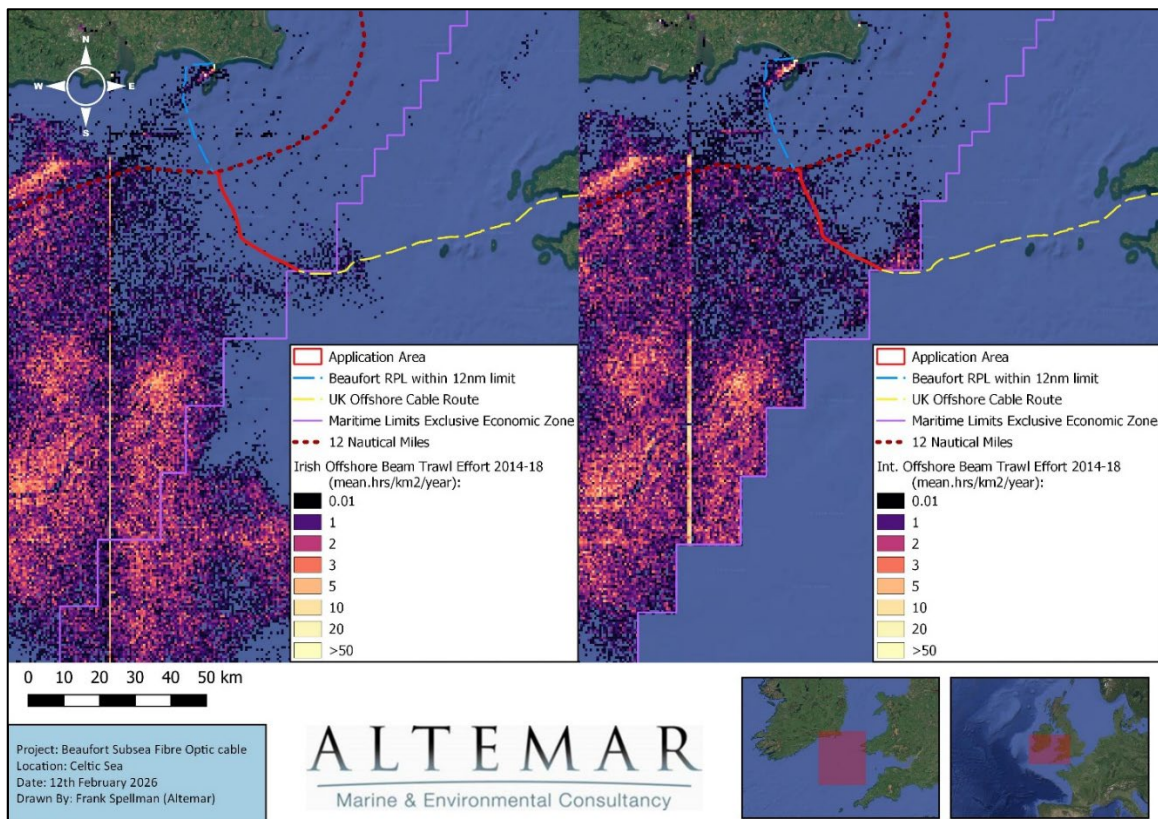 N
W
E
S
Application Area
Beaufort RPL within 12nm limit
UK Offshore Cable Route
Maritime Limits Exclusive Economic Zone
12 Nautical Miles
Irish Offshore Beam Trawl Effort 2014-18
(mean.hrs/km2/year):
0.01
1
2
3
5
10
20
>50
Application Area
Beaufort RPL within 12nm limit
UK Offshore Cable Route
Maritime Limits Exclusive Economic Zone
12 Nautical Miles
Int. Offshore Beam Trawl Effort 2014-18
(mean.hrs/km2/year):
0.01
1
2
3
5
10
20
>50
0 10 20 30 40 50 km
Project: Beaufort Subsea Fibre Optic cable
Location: Celtic Sea
Date: 12th February 2026
Drawn By: Frank Spellman (Altemar)
ALTEMAR
Marine & Environmental Consultancy